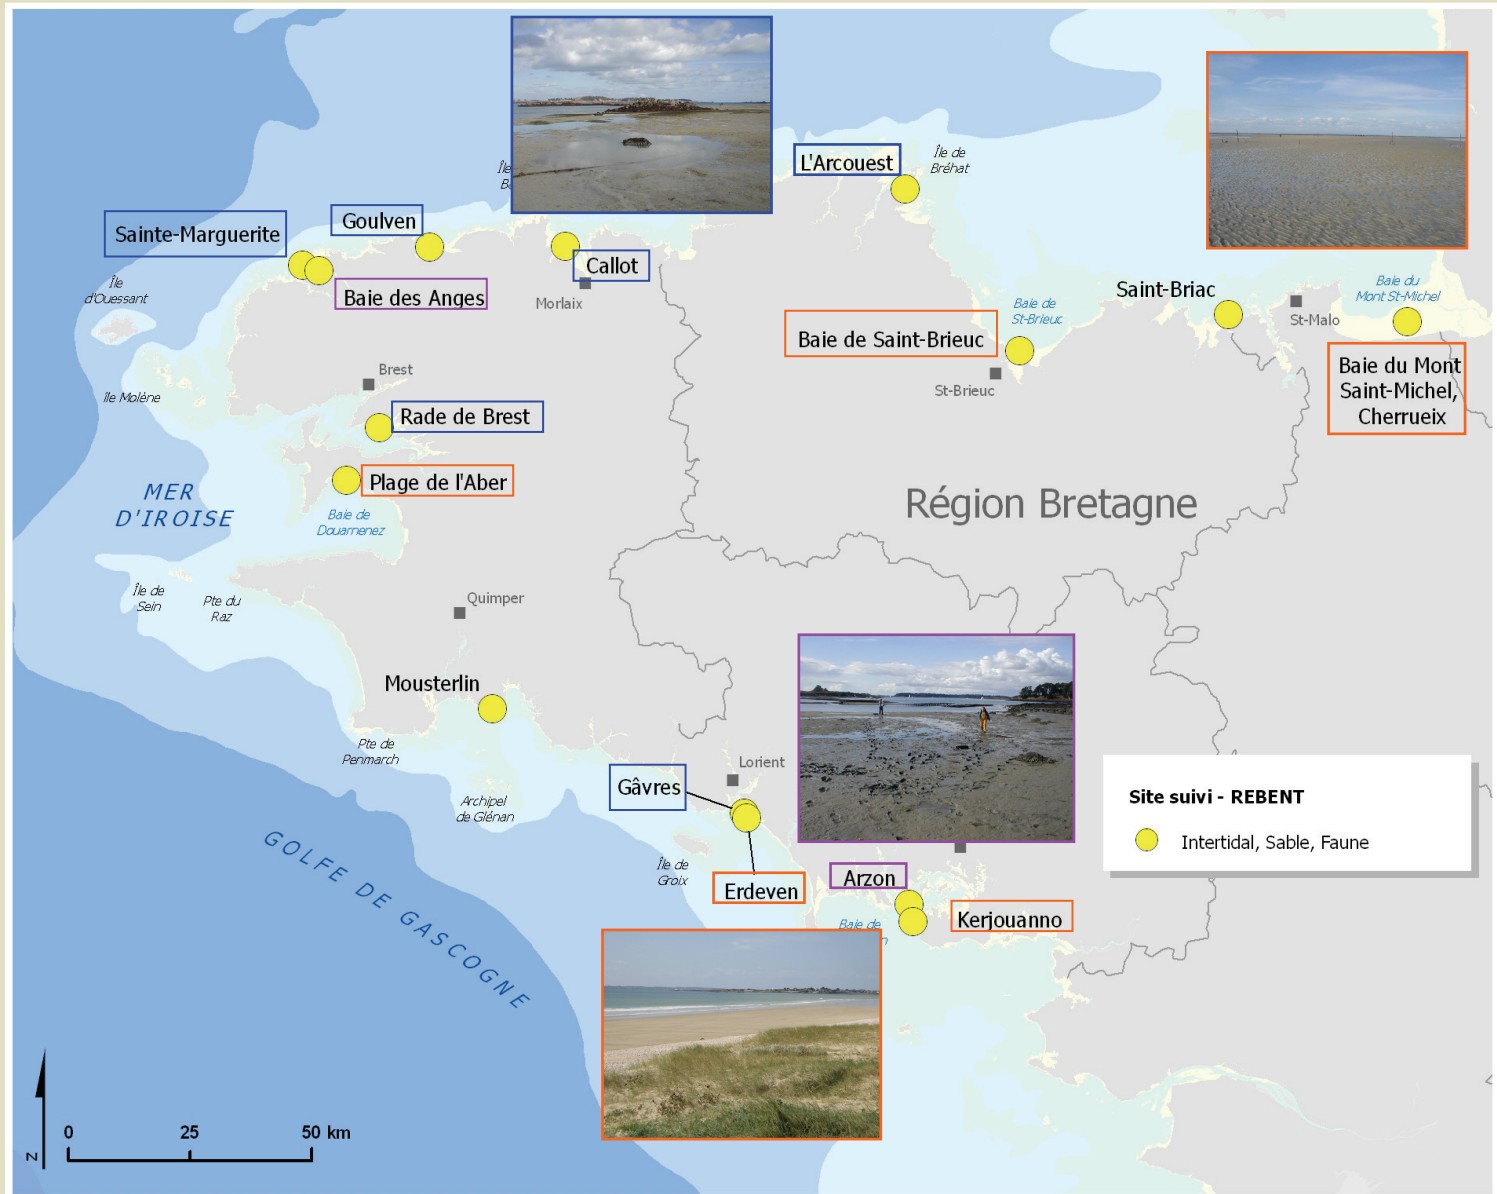 L'Arcouest
Île de
Bréhat
Île
Goulven
Sainte-Marguerite
Callot
Baie des Anges
Morlaix
Île
d'Ouessant
Saint-Briac
Baie du
Mont St-Michel
Baie de
St-Brieuc
St-Malo
Baie de Saint-Brieuc
St-Brieuc
Baie du Mont
Saint-Michel,
Cherrueix
Brest
île Molène
Rade de Brest
Plage de l'Aber
MER
D'IROISE
Baie de
Douarnenez
Région Bretagne
Île de
Sein
Pte du
Raz
Quimper
Mousterlin
Pte de
Penmarch
Lorient
Gâvres
Archipel
de Glénan
Site suivi - REBENT
Intertidal, Sable, Faune
GOLFE DE GASCOGNE
Île de
Groix
Erdeven
Arzon
Kerjouanno
Baie de
0 25 50 km
N